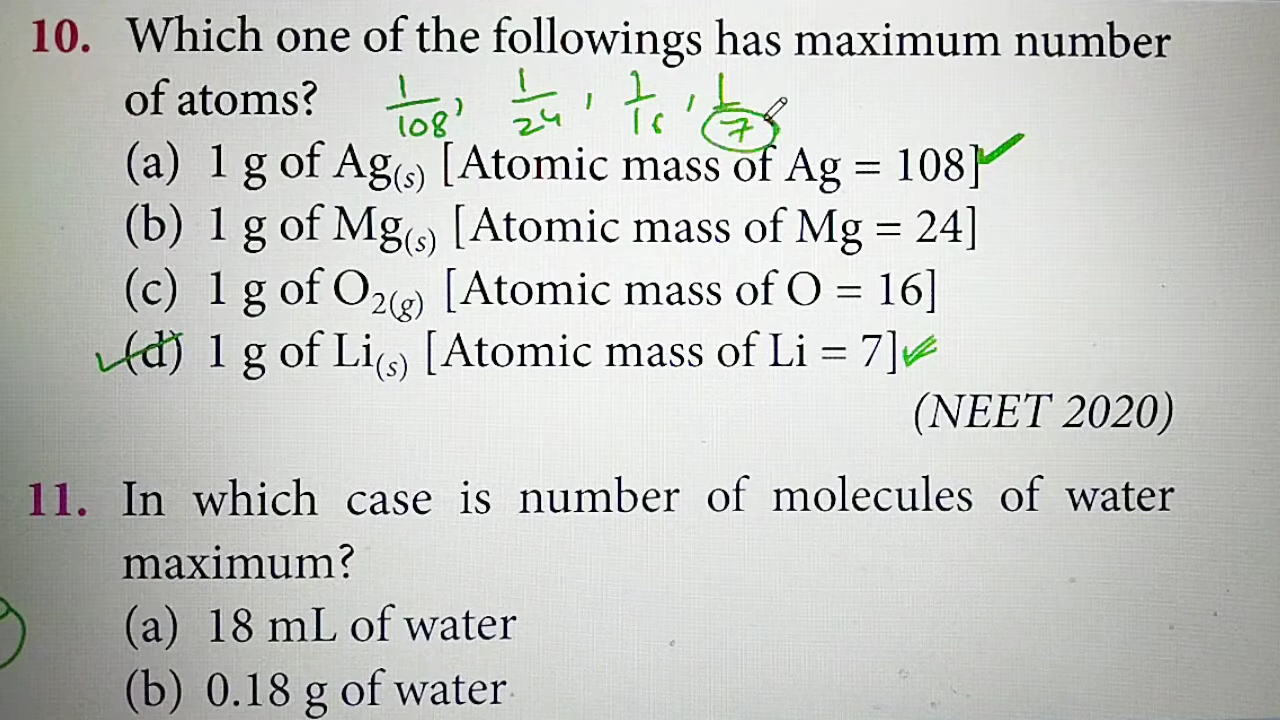 10. Which one of the followings has maximum number
of atoms? 1/108, 1/24, 1/16, 1/7
(a) 1 g of Ag(s) [Atomic mass of Ag = 108]
(b) 1 g of Mg(s) [Atomic mass of Mg = 24]
(c) 1 g of O2(g) [Atomic mass of O = 16]
(d) 1 g of Li(s) [Atomic mass of Li = 7]
(NEET 2020)
11. In which case is number of molecules of water
maximum?
(a) 18 mL of water
(b) 0.18 g of water